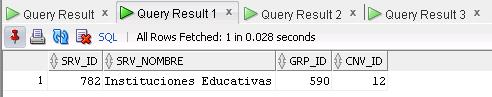 Query Result x Query Result 1 x Query Result 2 x Query Result 3 x
SQL | All Rows Fetched: 1 in 0.028 seconds
SRV_ID SRV_NOMBRE GRP_ID CNV_ID
1 782 Instituciones Educativas 590 12